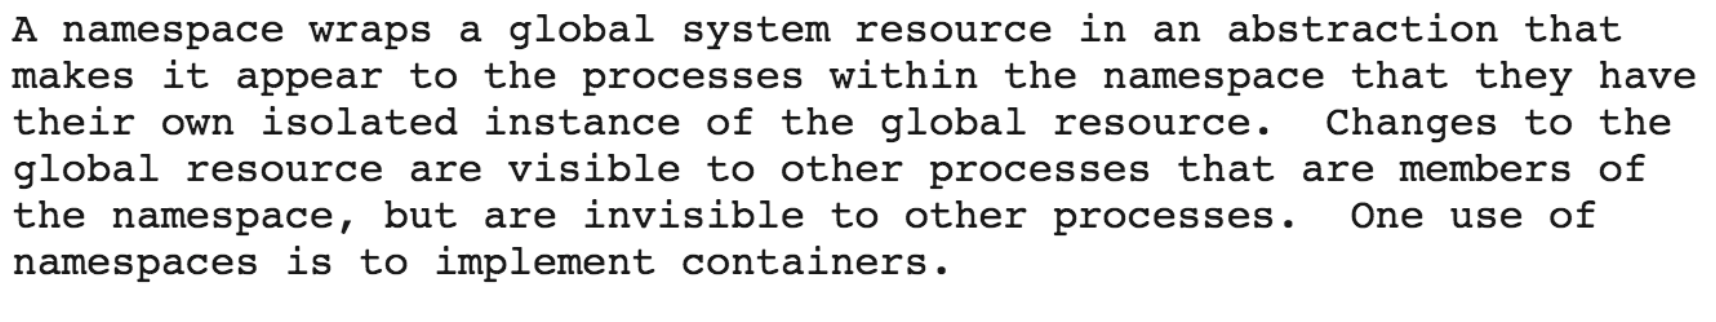 A namespace wraps a global system resource in an abstraction that
makes it appear to the processes within the namespace that they have
their own isolated instance of the global resource.  Changes to the
global resource are visible to other processes that are members of
the namespace, but are invisible to other processes.  One use of
namespaces is to implement containers.